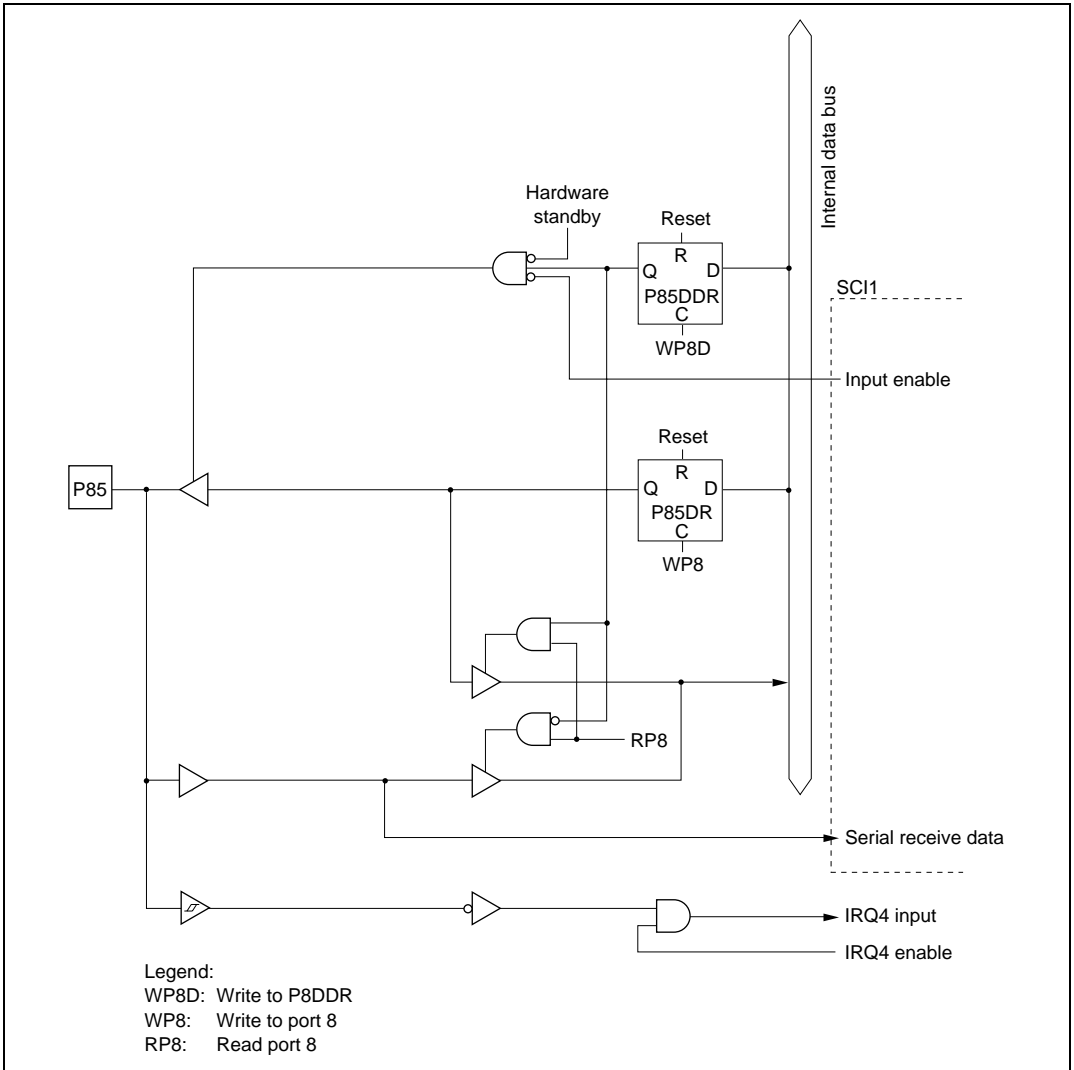 Internal data bus
Hardware
standby
Reset
R
Q D
P85DDR
C
WP8D
SCI1
Input enable
Reset
R
P85
Q D
P85DR
C
WP8
RP8
Serial receive data
IRQ4 input
IRQ4 enable
Legend:
WP8D: Write to P8DDR
WP8: Write to port 8
RP8: Read port 8